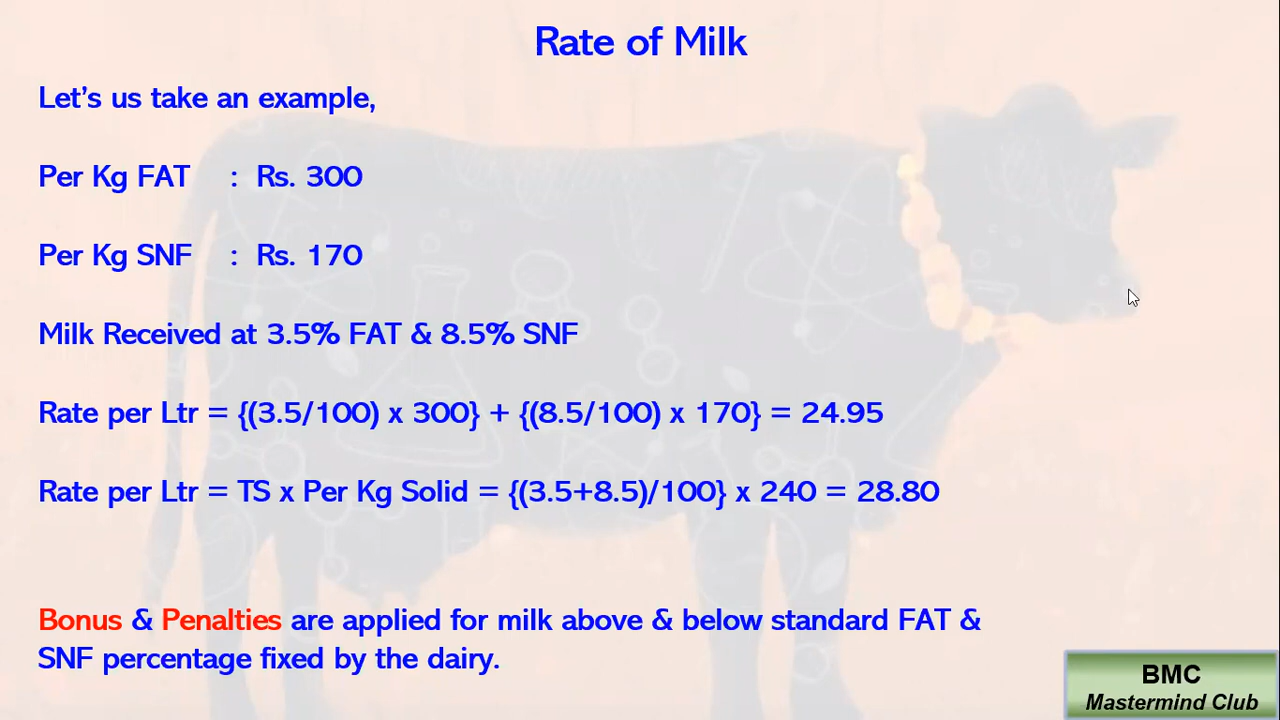 Rate of Milk
Let’s us take an example,
Per Kg FAT : Rs. 300
Per Kg SNF : Rs. 170
Milk Received at 3.5% FAT & 8.5% SNF
Rate per Ltr = {(3.5/100) x 300} + {(8.5/100) x 170} = 24.95
Rate per Ltr = TS x Per Kg Solid = {(3.5+8.5)/100} x 240 = 28.80
Bonus & Penalties are applied for milk above & below standard FAT &
SNF percentage fixed by the dairy.
BMC
Mastermind Club